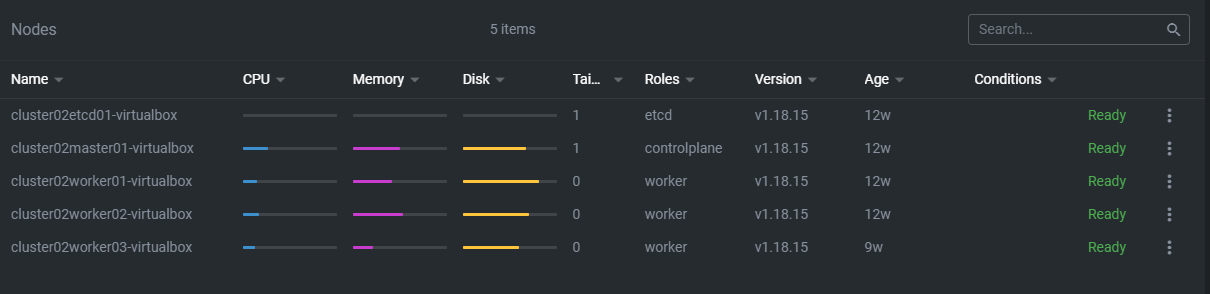 Nodes 5 items Search...
Name CPU Memory Disk Tai... Roles Version Age Conditions
cluster02etcd01-virtualbox 1 etcd v1.18.15 12w Ready
cluster02master01-virtualbox 1 controlplane v1.18.15 12w Ready
cluster02worker01-virtualbox 0 worker v1.18.15 12w Ready
cluster02worker02-virtualbox 0 worker v1.18.15 12w Ready
cluster02worker03-virtualbox 0 worker v1.18.15 9w Ready